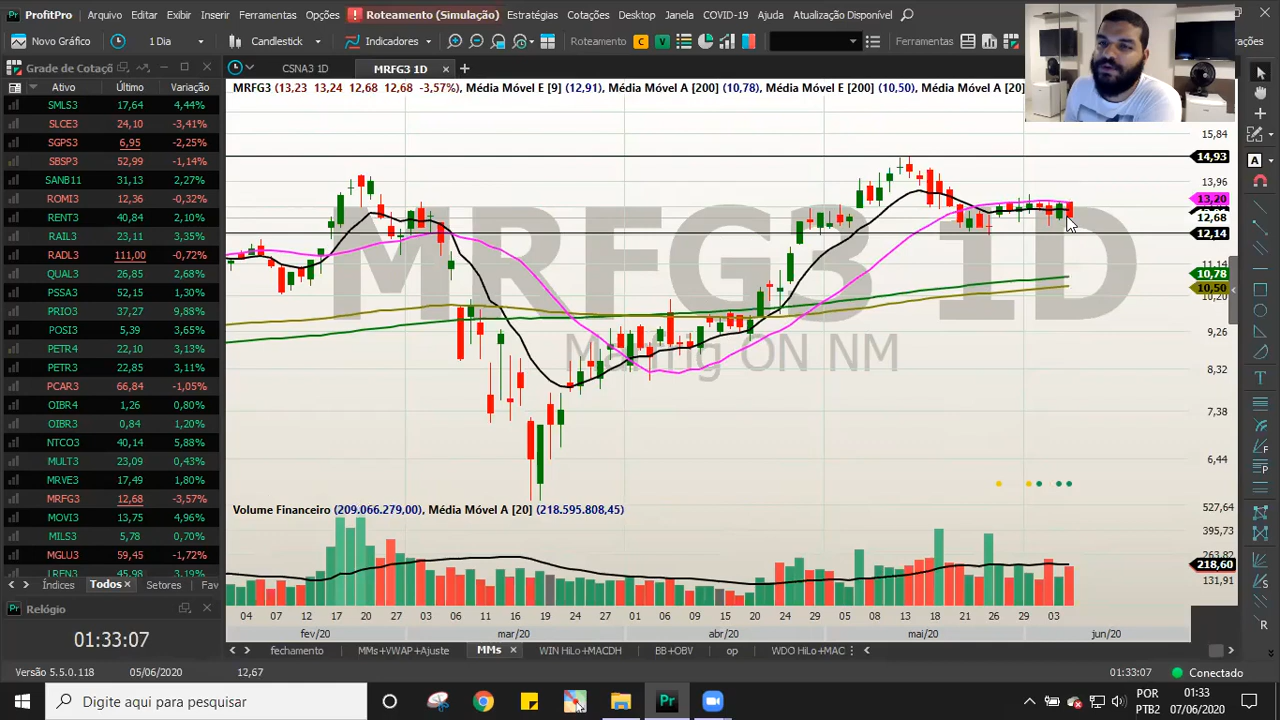 ProfitPro Arquivo Editar Exibir Inserir Ferramentas Opções Roteamento (Simulação) Estratégias Cotações Desktop Janela COVID-19 Ajuda Atualização Disponível
Novo Gráfico 1 Dia Candlestick Indicadores Roteamento C V Ferramentas
Grade de Cotaçõ CSNA3 1D MRFG3 1D
Ativo Último Variação
MRFG3 (13,23 13,24 12,68 12,68 -3,57%), Média Móvel E [9] (12,91), Média Móvel A [200] (10,78), Média Móvel E [200] (10,50), Média Móvel A [20]
SMLS3 17,64 4,44%
SLCE3 24,10 -3,41%
SGPS3 6,95 -2,25%
SBSP3 52,99 -1,14%
SANB11 31,13 2,27%
ROMI3 12,36 -0,32%
RENT3 40,84 2,10%
RAIL3 23,11 3,35%
RADL3 111,00 -0,72%
QUAL3 26,85 2,68%
PSSA3 52,15 1,30%
PRIO3 37,27 9,88%
POSI3 5,39 3,65%
PETR4 22,10 3,13%
PETR3 22,85 3,11%
PCAR3 66,84 -1,05%
OIBR4 1,26 0,80%
OIBR3 0,84 1,20%
NTCO3 40,14 5,88%
MULT3 23,09 0,43%
MRVE3 17,49 1,80%
MRFG3 12,68 -3,57%
MOVI3 13,75 4,96%
MILS3 5,78 0,70%
MGLU3 59,45 -1,72%
LREN3 45,98 3,19%
Índices Todos Setores Fav
Relógio
01:33:07
MRFG3 1D
Marfrig ON NM
15,84
14,93
13,96
13,20
12,68
12,14
11,14
10,78
10,50
10,20
9,26
8,32
7,38
6,44
Volume Financeiro (209.066.279,00), Média Móvel A [20] (218.595.808,45)
527,64
395,73
263,82
218,60
131,91
04 07 12 17 20 27 03 06 12 17 24 27 01 06 09 15 20 27 05 08 13 18 21 26 29 03
fev/20 mar/20 abr/20 mai/20 jun/20
fechamento MMs+VWAP+Ajuste MMs WIN HiLo+MACDH BB+OBV op WDO HiLo+MAC
Versão 5.5.0.118 05/06/2020 12,67 01:33:07 Conectado
Digite aqui para pesquisar Pr POR PTB2 01:33 07/06/2020